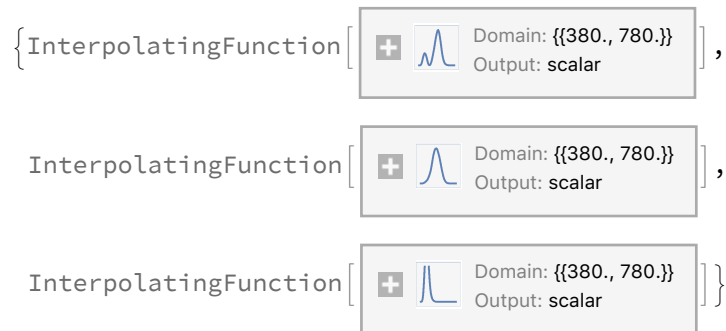 {InterpolatingFunction[ + Domain: {{380., 780.}} ],
Output: scalar
InterpolatingFunction[ + Domain: {{380., 780.}} ],
Output: scalar
InterpolatingFunction[ + Domain: {{380., 780.}} ]}
Output: scalar